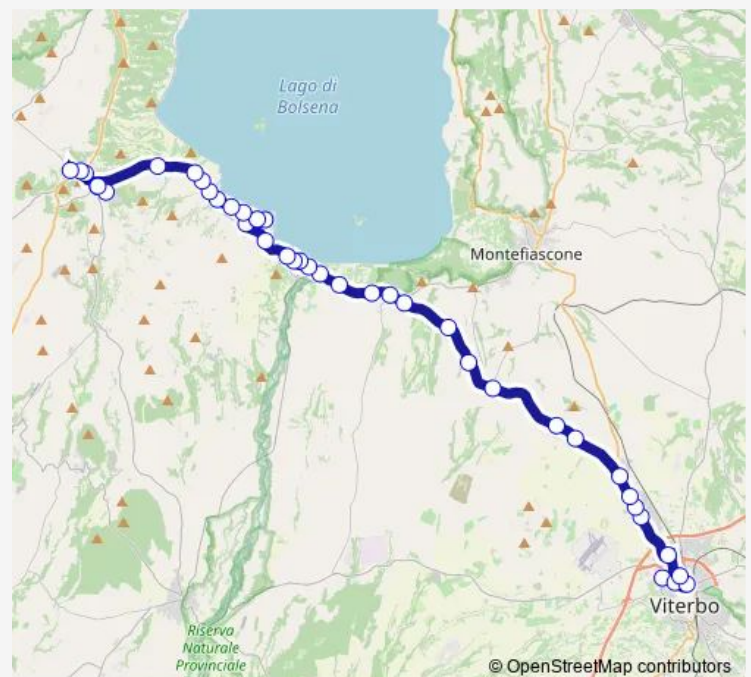 Lago di
Bolsena
Montefiascone
Viterbo
Riserva
Naturale
Provinciale
© OpenStreetMap contributors